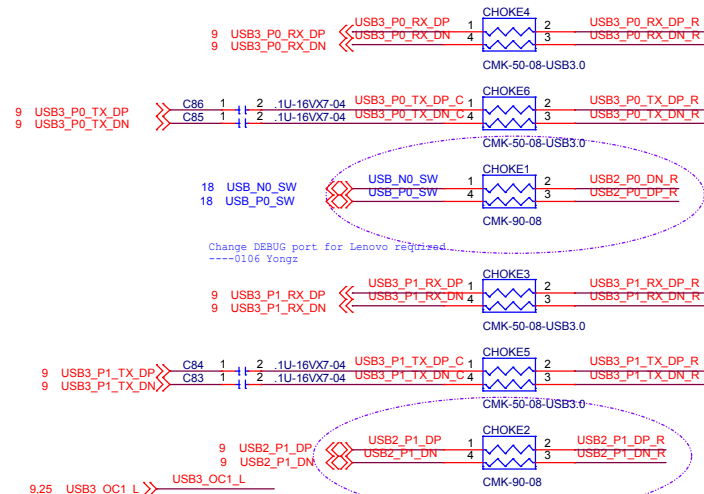 CHOKE4
9 USB3_P0_RX_DP USB3_P0_RX_DP 1 2 USB3_P0_RX_DP_R
9 USB3_P0_RX_DN USB3_P0_RX_DN 4 3 USB3_P0_RX_DN_R
CMK-50-08-USB3.0
CHOKE6
9 USB3_P0_TX_DP C86 1 2 .1U-16VX7-04 USB3_P0_TX_DP_C 1 2 USB3_P0_TX_DP_R
9 USB3_P0_TX_DN C85 1 2 .1U-16VX7-04 USB3_P0_TX_DN_C 4 3 USB3_P0_TX_DN_R
CMK-50-08-USB3.0
CHOKE1
18 USB_N0_SW USB_N0_SW 1 2 USB2_P0_DN_R
18 USB_P0_SW USB_P0_SW 4 3 USB2_P0_DP_R
CMK-90-08
Change DEBUG port for Lenovo required
----0106 Yongz
CHOKE3
9 USB3_P1_RX_DP USB3_P1_RX_DP 1 2 USB3_P1_RX_DP_R
9 USB3_P1_RX_DN USB3_P1_RX_DN 4 3 USB3_P1_RX_DN_R
CMK-50-08-USB3.0
CHOKE5
9 USB3_P1_TX_DP C84 1 2 .1U-16VX7-04 USB3_P1_TX_DP_C 1 2 USB3_P1_TX_DP_R
9 USB3_P1_TX_DN C83 1 2 .1U-16VX7-04 USB3_P1_TX_DN_C 4 3 USB3_P1_TX_DN_R
CMK-50-08-USB3.0
CHOKE2
9 USB2_P1_DP USB2_P1_DP 1 2 USB2_P1_DP_R
9 USB2_P1_DN USB2_P1_DN 4 3 USB2_P1_DN_R
CMK-90-08
9,25 USB3_OC1_L USB3_OC1_L